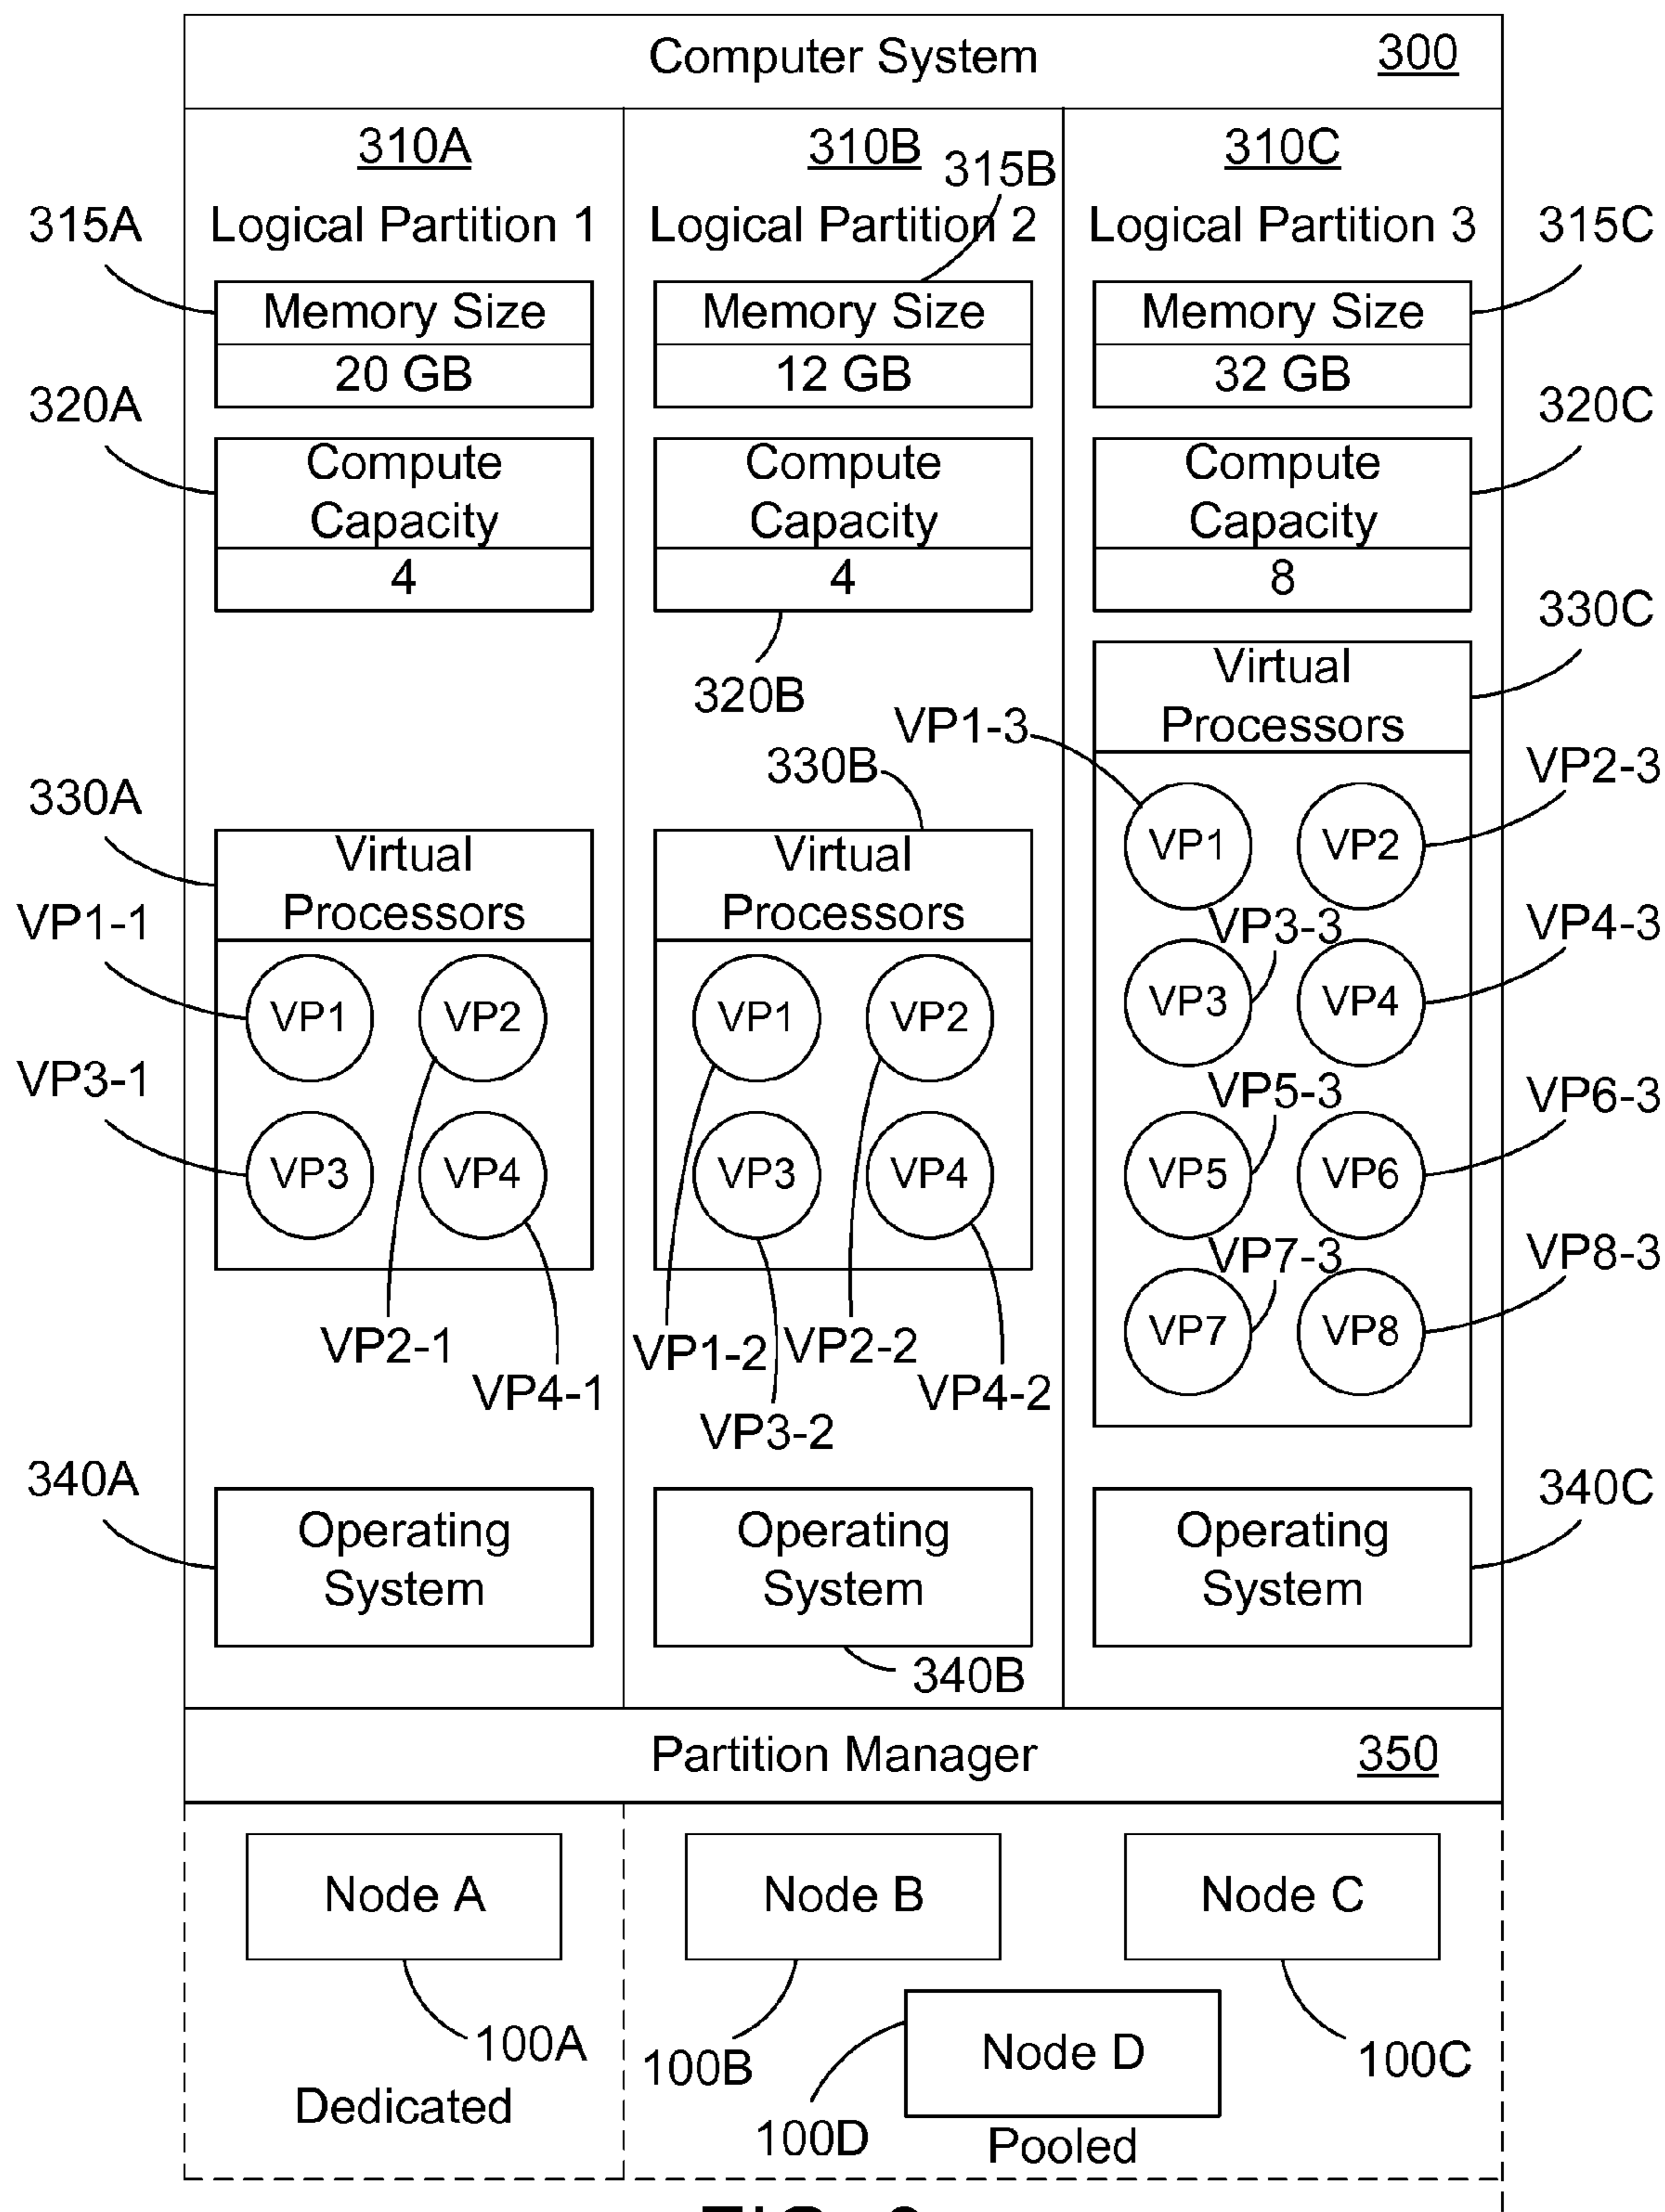 Computer System 300
310A
310B
315B
310C
315A
Logical Partition 1
Logical Partition 2
Logical Partition 3
315C
Memory Size
20 GB
Memory Size
12 GB
Memory Size
32 GB
320A
320C
Compute
Capacity
4
Compute
Capacity
4
Compute
Capacity
8
320B
330C
Virtual
Processors
VP1-3
330B
VP2-3
330A
VP1
VP2
VP3-3
VP4-3
VP3
VP4
VP5-3
VP6-3
VP5
VP6
VP7-3
VP8-3
VP7
VP8
Virtual
Processors
VP1-1
VP1
VP2
VP3-1
VP3
VP4
VP2-1
VP4-1
Virtual
Processors
VP1
VP2
VP3
VP4
VP1-2
VP2-2
VP4-2
VP3-2
340A
340C
Operating
System
Operating
System
Operating
System
340B
Partition Manager 350
Node A
Node B
Node C
100A
100B
Node D
100C
Dedicated
100D
Pooled